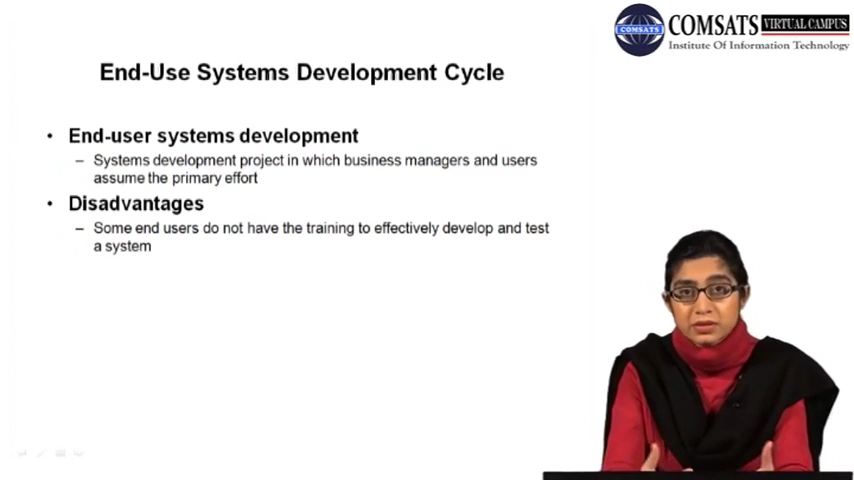 COMSATS
COMSATS VIRTUAL CAMPUS
Institute Of Information Technology
End-Use Systems Development Cycle
• End-user systems development
– Systems development project in which business managers and users
assume the primary effort
• Disadvantages
– Some end users do not have the training to effectively develop and test
a system